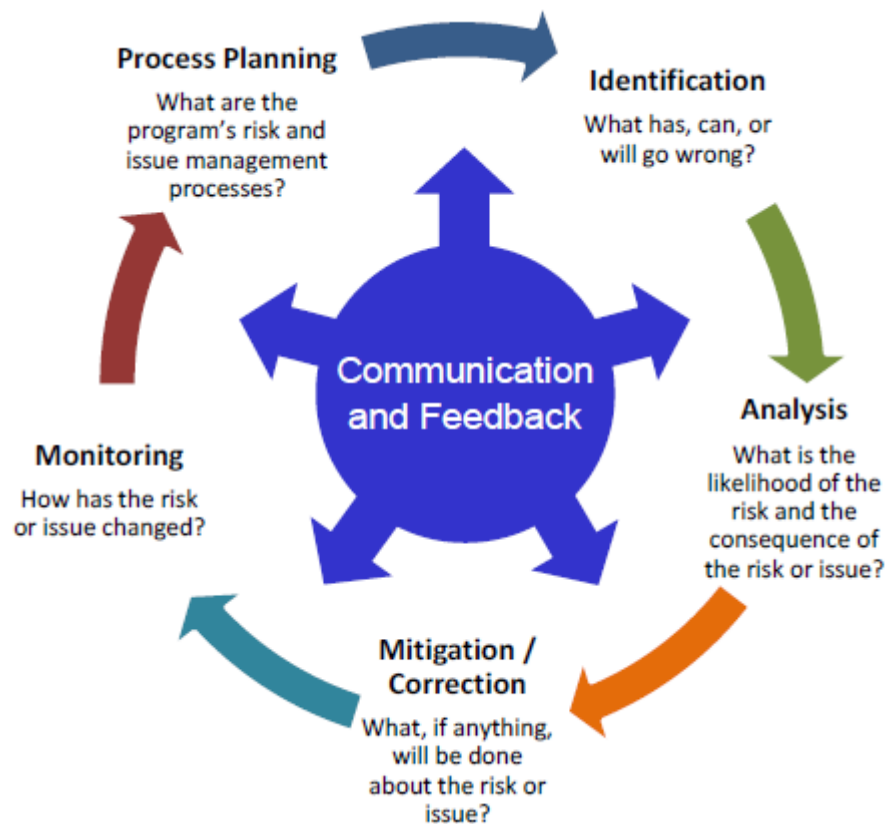 Process Planning
What are the
program’s risk and
issue management
processes?
Identification
What has, can, or
will go wrong?
Analysis
What is the
likelihood of the
risk and the
consequence of
the risk or issue?
Mitigation /
Correction
What, if anything,
will be done
about the risk or
issue?
Monitoring
How has the risk
or issue changed?
Communication
and Feedback